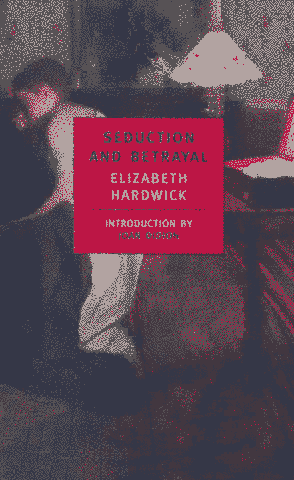 SEDUCTION
AND BETRAYAL
ELIZABETH
HARDWICK
INTRODUCTION BY